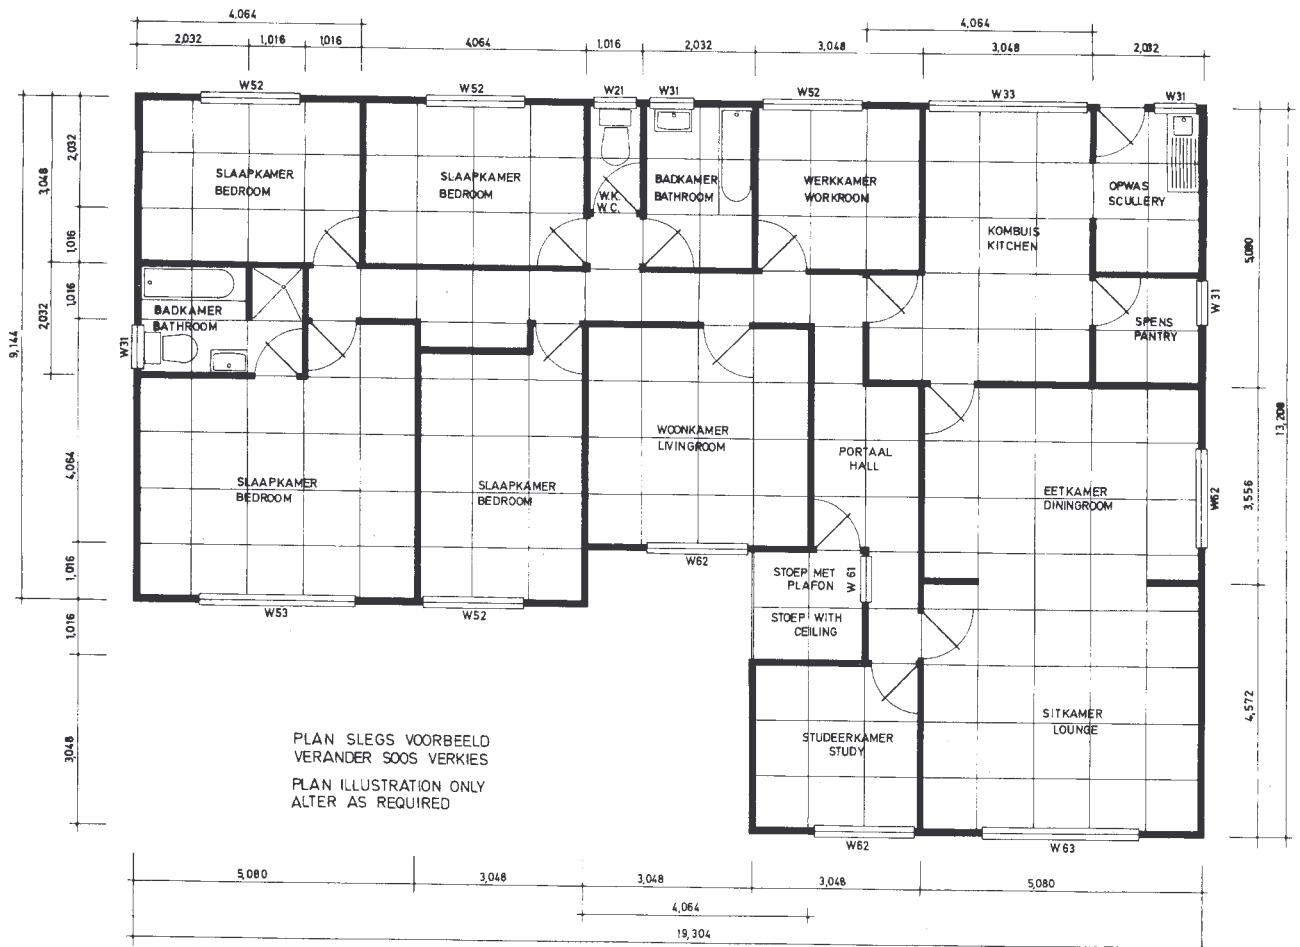 4,064
4,064
2,032 1,016 1,016 4,064 1,016 2,032 3,048 3,048 2,032
W52 W52 W21 W31 W52 W33 W31
2,032
3,048
1,016
1,016
2,032
9,144
4,064
1,016
1,016
3,048
SLAAPKAMER
BEDROOM
SLAAPKAMER
BEDROOM
W.K.
W.C.
BADKAMER
BATHROOM
WERKKAMER
WORKROOM
KOMBUIS
KITCHEN
OPWAS
SCULLERY
SPENS
PANTRY
W 31
BADKAMER
BATHROOM
W31
SLAAPKAMER
BEDROOM
SLAAPKAMER
BEDROOM
WOONKAMER
LIVINGROOM
PORTAAL
HALL
EETKAMER
DININGROOM
W62
W53
W52
W62
STOEP MET
PLAFON
STOEP WITH
CEILING
W 61
STUDEERKAMER
STUDY
SITKAMER
LOUNGE
W62
W63
5,080
3,556
4,572
13,208
PLAN SLEGS VOORBEELD
VERANDER SOOS VERKIES
PLAN ILLUSTRATION ONLY
ALTER AS REQUIRED
5,080 3,048 3,048 3,048 5,080
4,064
19,304